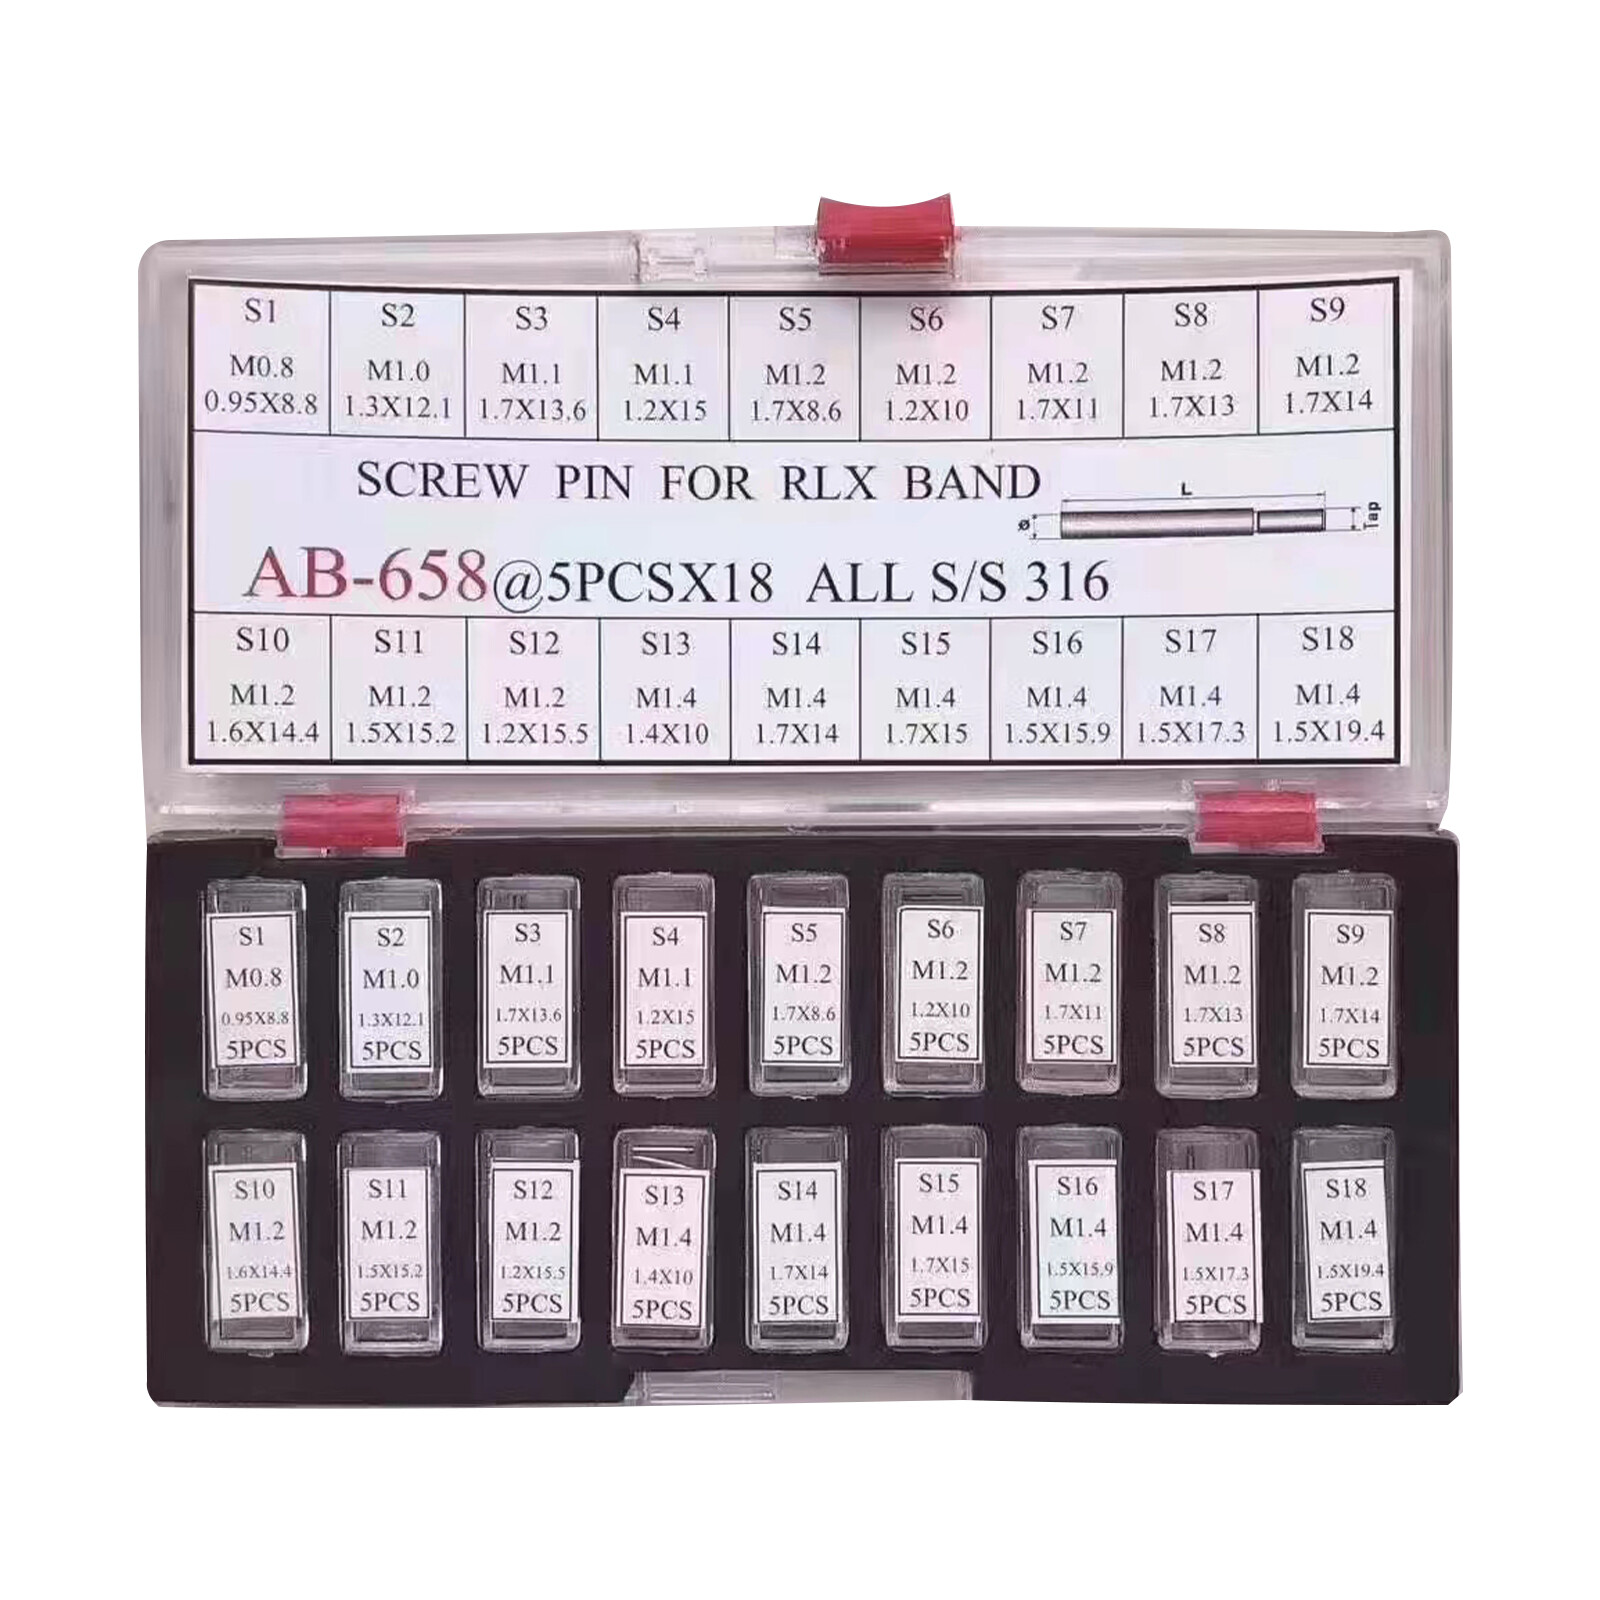 S1 S2 S3 S4 S5 S6 S7 S8 S9
M0.8 M1.0 M1.1 M1.1 M1.2 M1.2 M1.2 M1.2 M1.2
0.95X8.8 1.3X12.1 1.7X13.6 1.2X15 1.7X8.6 1.2X10 1.7X11 1.7X13 1.7X14
SCREW PIN FOR RLX BAND
L
ø Tap
AB-658@5PCSX18 ALL S/S 316
S10 S11 S12 S13 S14 S15 S16 S17 S18
M1.2 M1.2 M1.2 M1.4 M1.4 M1.4 M1.4 M1.4 M1.4
1.6X14.4 1.5X15.2 1.2X15.5 1.4X10 1.7X14 1.7X15 1.5X15.9 1.5X17.3 1.5X19.4
S1 S2 S3 S4 S5 S6 S7 S8 S9
M0.8 M1.0 M1.1 M1.1 M1.2 M1.2 M1.2 M1.2 M1.2
0.95X8.8 1.3X12.1 1.7X13.6 1.2X15 1.7X8.6 1.2X10 1.7X11 1.7X13 1.7X14
5PCS 5PCS 5PCS 5PCS 5PCS 5PCS 5PCS 5PCS 5PCS
S10 S11 S12 S13 S14 S15 S16 S17 S18
M1.2 M1.2 M1.2 M1.4 M1.4 M1.4 M1.4 M1.4 M1.4
1.6X14.4 1.5X15.2 1.2X15.5 1.4X10 1.7X14 1.7X15 1.5X15.9 1.5X17.3 1.5X19.4
5PCS 5PCS 5PCS 5PCS 5PCS 5PCS 5PCS 5PCS 5PCS